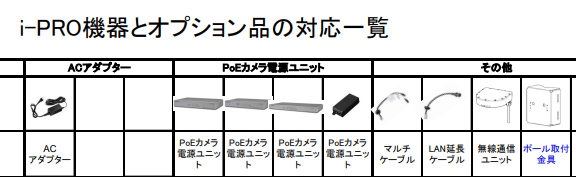 i-PRO機器とオプション品の対応一覧
ACアダプター
PoEカメラ電源ユニット
その他
AC
アダプター
PoEカメラ
電源ユニッ
ト
PoEカメラ
電源ユニッ
ト
PoEカメラ
電源ユニッ
ト
PoEカメラ
電源ユニッ
ト
マルチ
ケーブル
LAN延長
ケーブル
無線通信
ユニット
ポール取付
金具